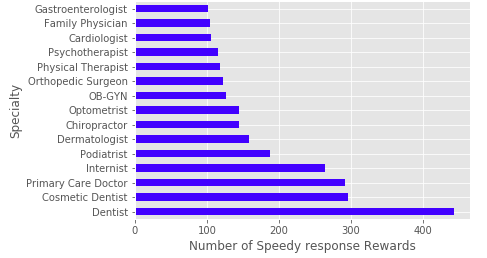 Gastroenterologist
Family Physician
Cardiologist
Psychotherapist
Physical Therapist
Orthopedic Surgeon
OB-GYN
Optometrist
Chiropractor
Dermatologist
Podiatrist
Internist
Primary Care Doctor
Cosmetic Dentist
Dentist
Specialty
0 100 200 300 400
Number of Speedy response Rewards